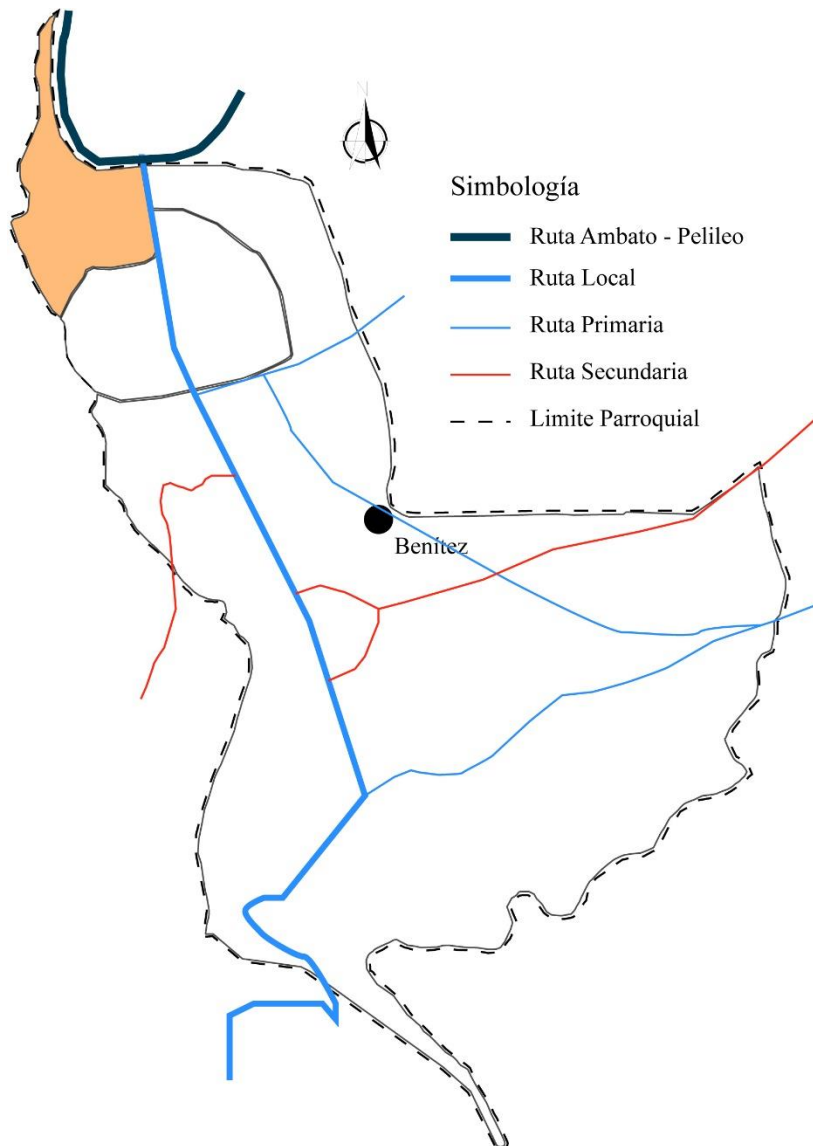 N
Simbología
Ruta Ambato - Pelileo
Ruta Local
Ruta Primaria
Ruta Secundaria
Limite Parroquial
Benítez